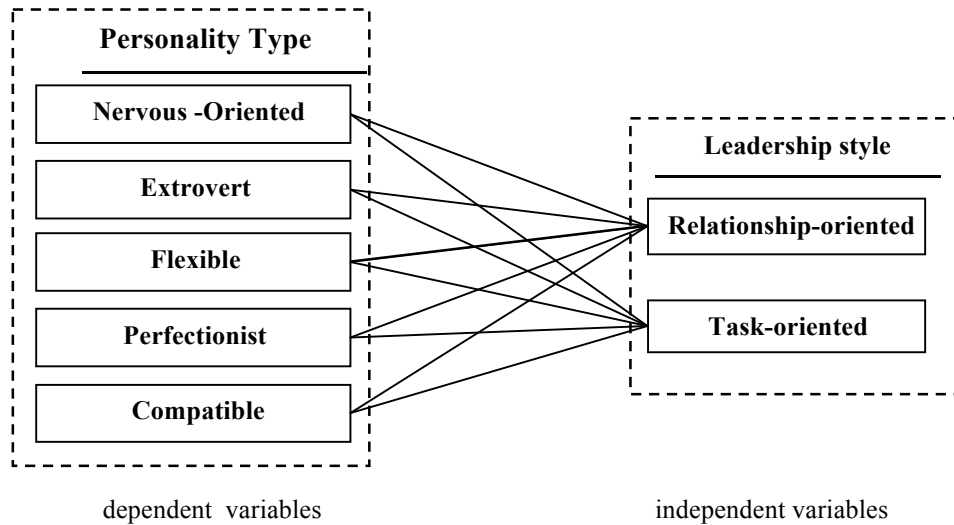 Personality Type
Nervous -Oriented
Extrovert
Flexible
Perfectionist
Compatible
Leadership style
Relationship-oriented
Task-oriented
dependent variables
independent variables